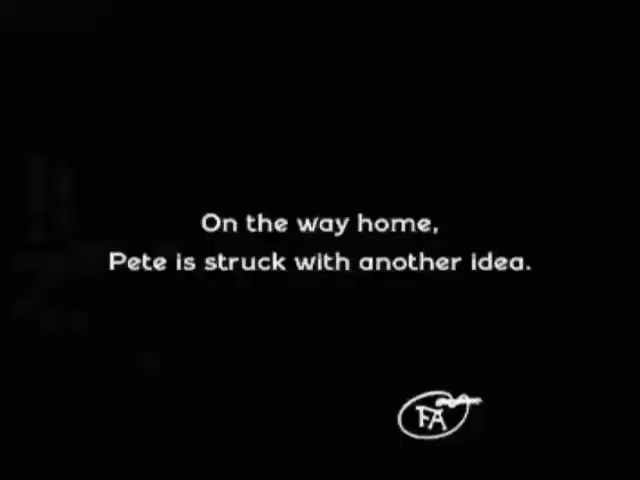 On the way home,
Pete is struck with another idea.
FA